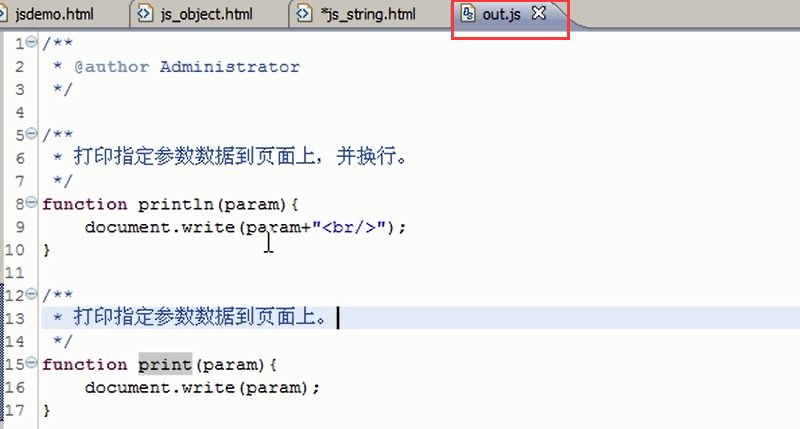 jsdemo.html js_object.html *js_string.html out.js
1 /**
2 * @author Administrator
3 */
4
5 /**
6 * 打印指定参数数据到页面上，并换行。
7 */
8 function println(param){
9 document.write(param+"<br/>");
10 }
11
12 /**
13 * 打印指定参数数据到页面上。
14 */
15 function print(param){
16 document.write(param);
17 }